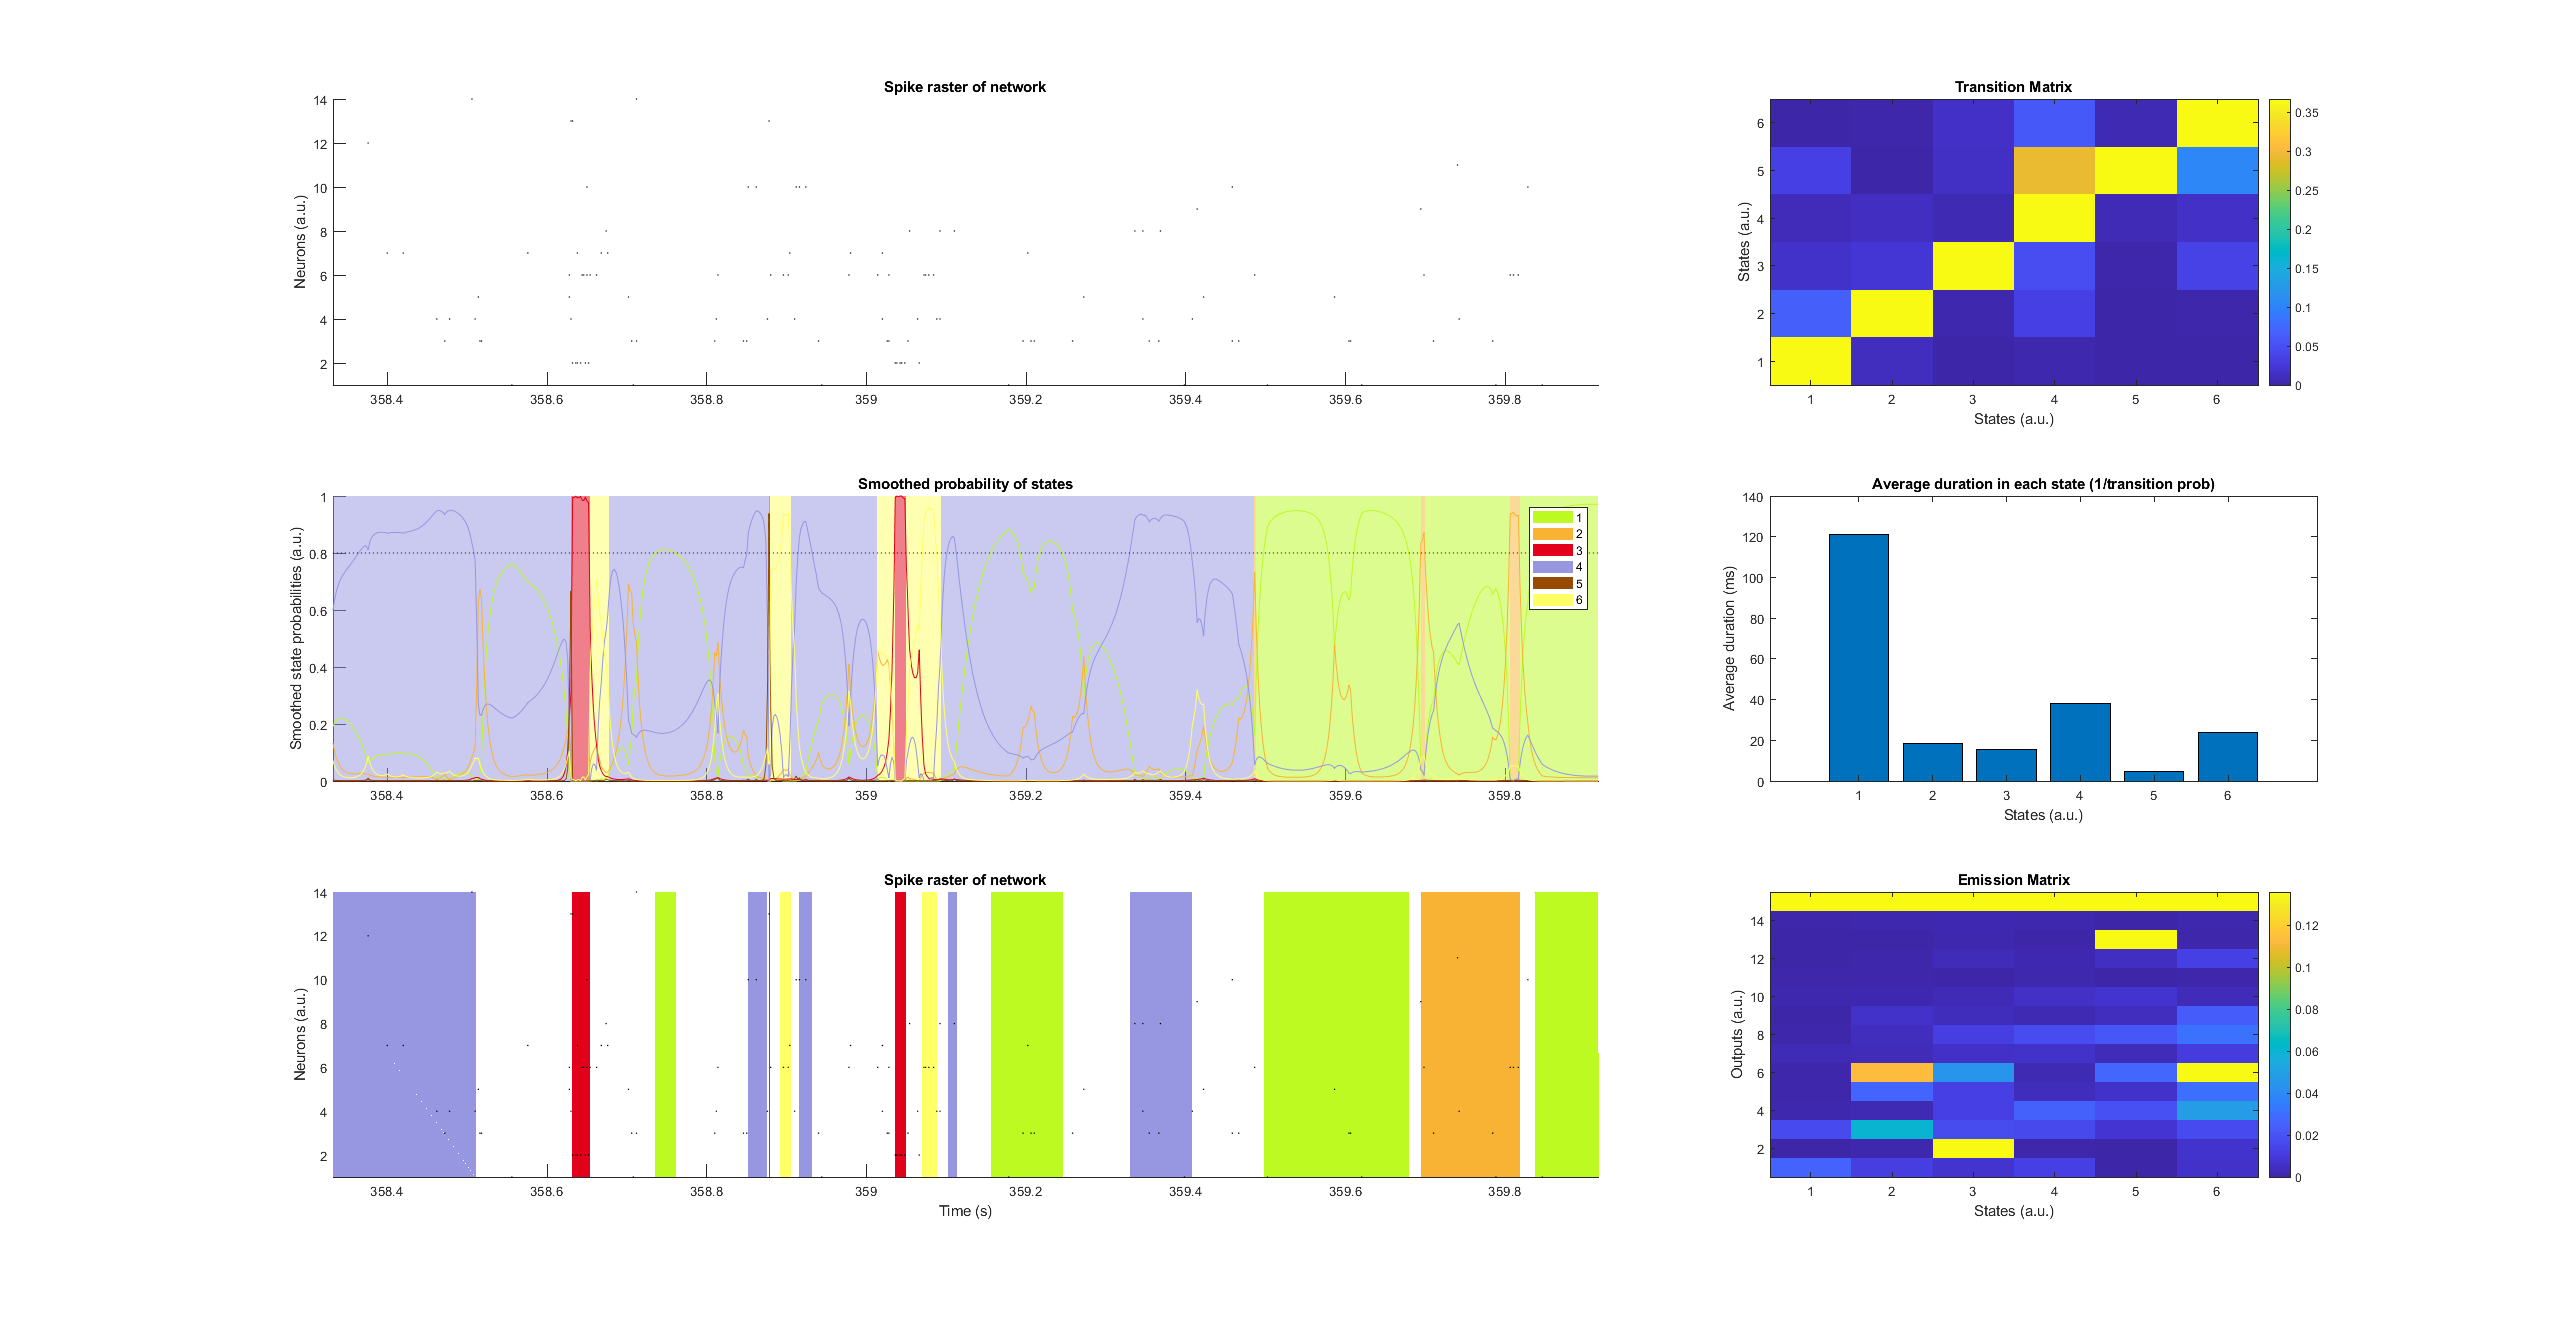 Spike raster of network
Neurons (a.u.)
14
12
10
8
6
4
2
358.4 358.6 358.8 359 359.2 359.4 359.6 359.8
Transition Matrix
States (a.u.)
6
5
4
3
2
1
1 2 3 4 5 6
States (a.u.)
0.35
0.3
0.25
0.2
0.15
0.1
0.05
0
Smoothed probability of states
Smoothed state probabilities (a.u.)
1
0.8
0.6
0.4
0.2
0
358.4 358.6 358.8 359 359.2 359.4 359.6 359.8
1
2
3
4
5
6
Average duration in each state (1/transition prob)
Average duration (ms)
140
120
100
80
60
40
20
0
1 2 3 4 5 6
States (a.u.)
Spike raster of network
Neurons (a.u.)
14
12
10
8
6
4
2
358.4 358.6 358.8 359 359.2 359.4 359.6 359.8
Time (s)
Emission Matrix
Outputs (a.u.)
14
12
10
8
6
4
2
1 2 3 4 5 6
States (a.u.)
0.12
0.1
0.08
0.06
0.04
0.02
0